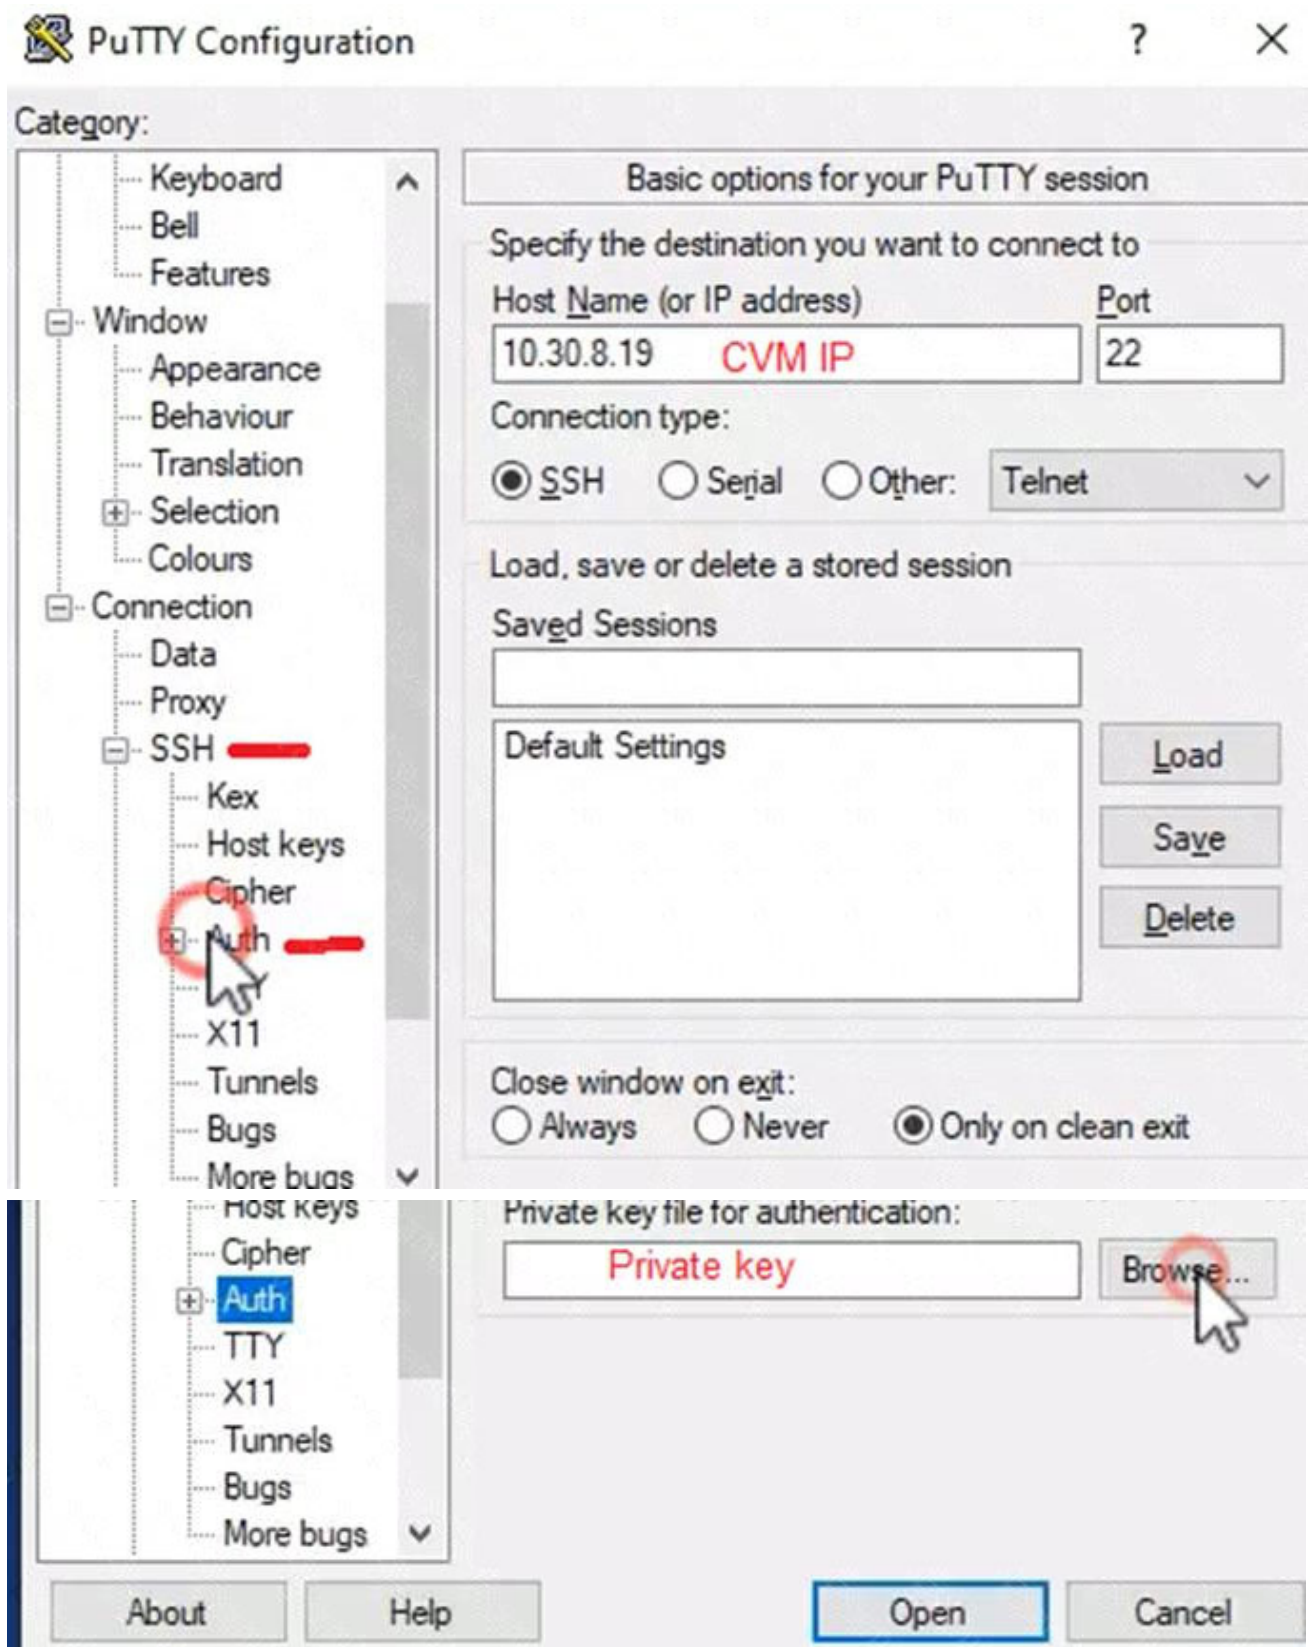 PuTTY Configuration
?
Category:
Keyboard
Bell
Features
Window
Appearance
Behaviour
Translation
Selection
Colours
Connection
Data
Proxy
SSH
Kex
Host keys
Cipher
Auth
X11
Tunnels
Bugs
More bugs
Basic options for your PuTTY session
Specify the destination you want to connect to
Host Name (or IP address)
Port
10.30.8.19
CVM IP
22
Connection type:
SSH
Serial
Other:
Telnet
Load, save or delete a stored session
Saved Sessions
Default Settings
Load
Save
Delete
Close window on exit:
Always
Never
Only on clean exit
Host keys
Cipher
Auth
TTY
X11
Tunnels
Bugs
More bugs
Private key file for authentication:
Private key
Browse...
About
Help
Open
Cancel